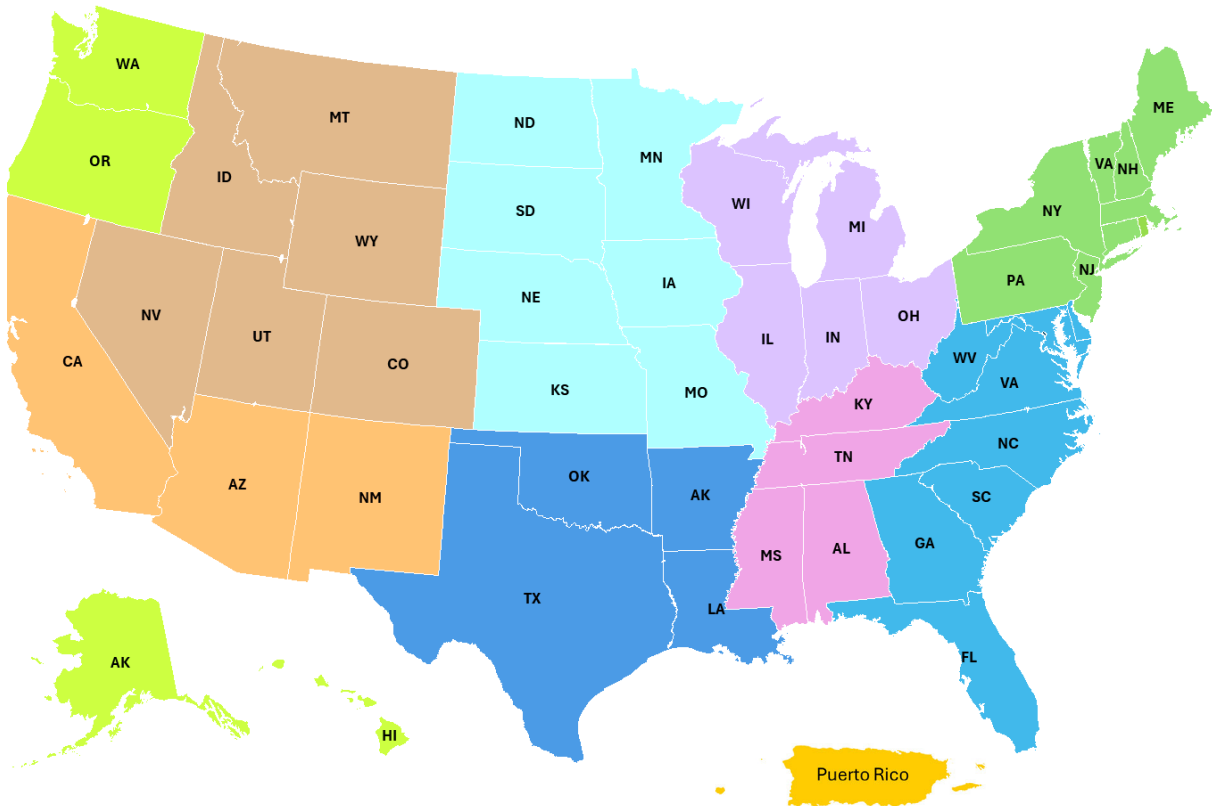 WA
ME
MT
ND
MN
OR
VA
NH
ID
WI
SD
NY
MI
WY
NJ
PA
IA
NE
NV
OH
UT
IN
IL
WV
CA
CO
VA
KS
MO
KY
NC
TN
OK
AZ
AK
NM
SC
GA
AL
MS
TX
LA
FL
AK
HI
Puerto Rico